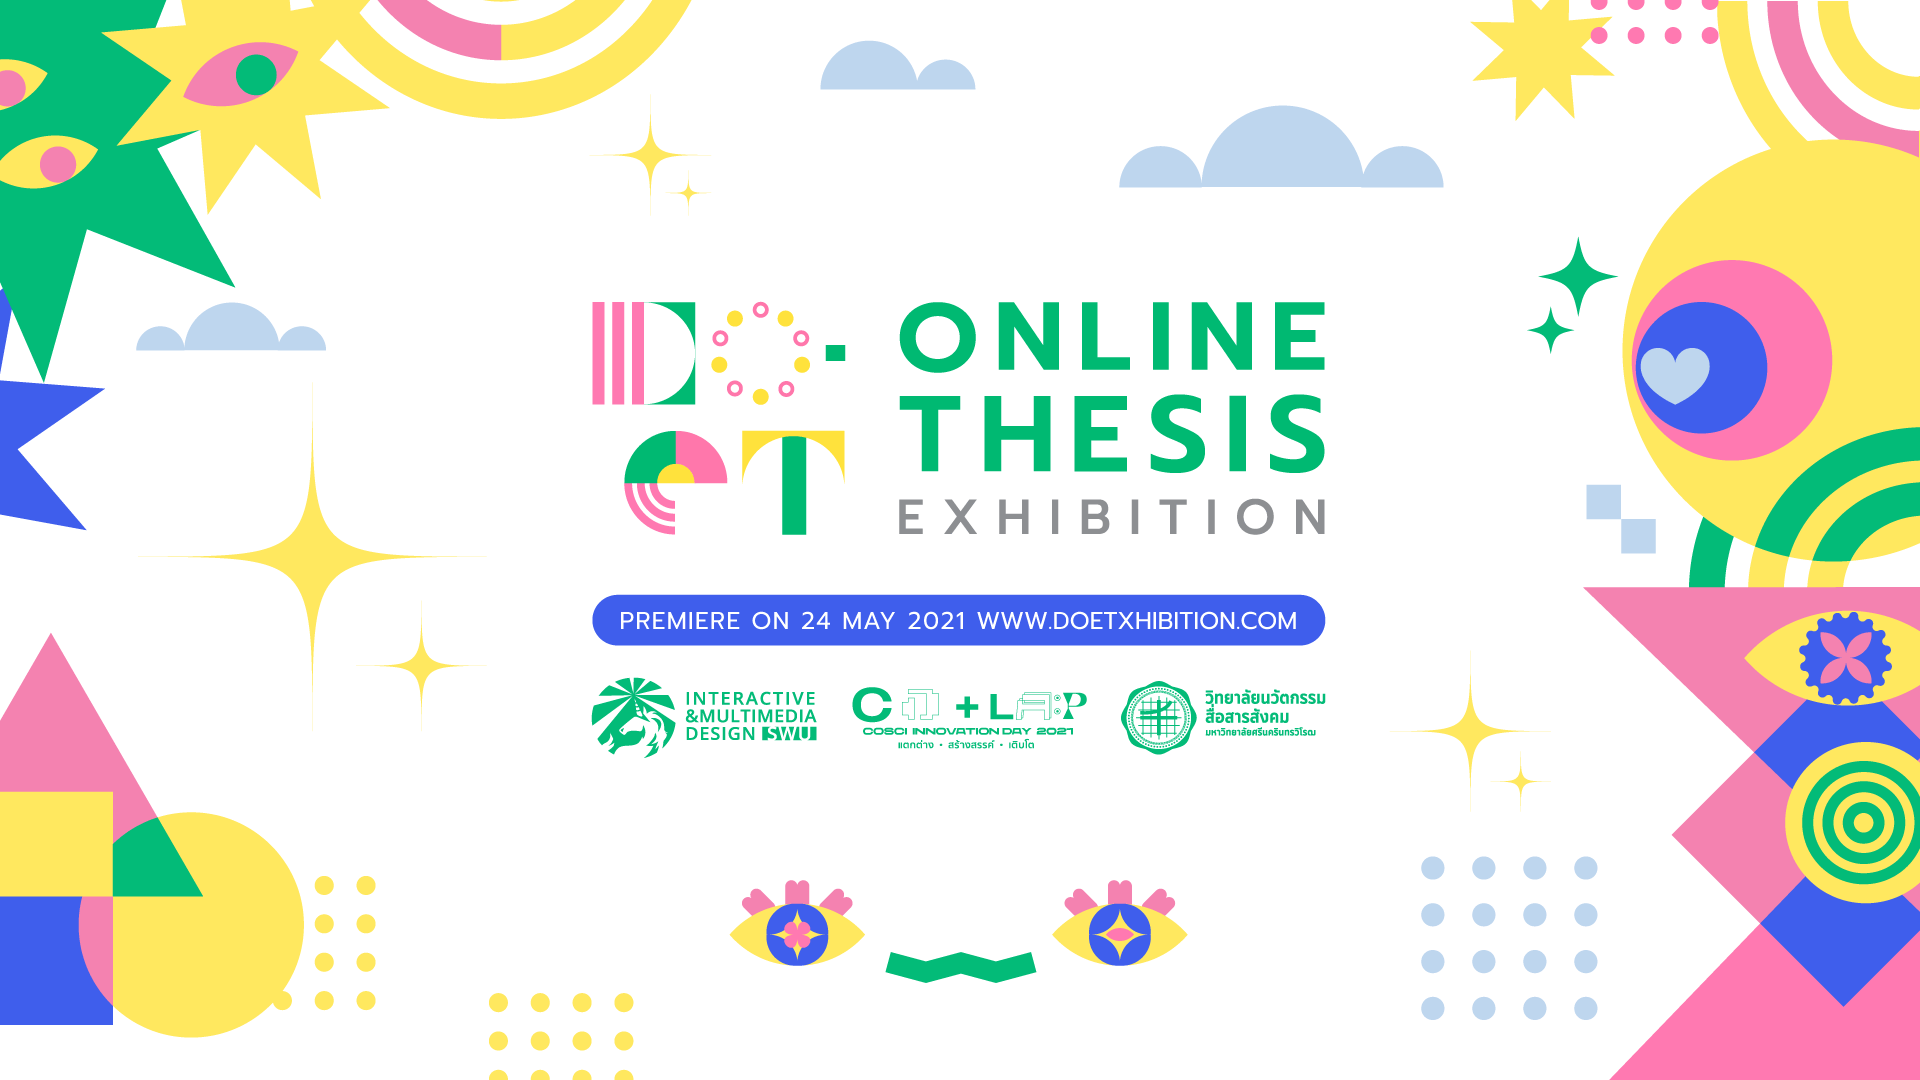 DO-
eT
ONLINE
THESIS
EXHIBITION
PREMIERE ON 24 MAY 2021 WWW.DOETXHIBITION.COM
INTERACTIVE
&MULTIMEDIA
DESIGN SWU
COSCI INNOVATION DAY 2021
แตกต่าง • สร้างสรรค์ • เติบโต
วิทยาลัยนวัตกรรม
สื่อสารสังคม
มหาวิทยาลัยศรีนครินทรวิโรฒ